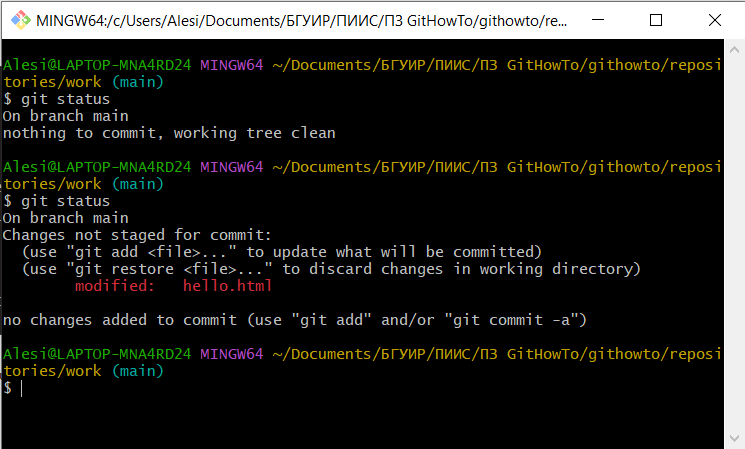 MINGW64:/c/Users/Alesi/Documents/БГУИР/ПИИС/ПЗ GitHowTo/githowto/re...
Alesi@LAPTOP-MNA4RD24 MINGW64 ~/Documents/БГУИР/ПИИС/ПЗ GitHowTo/githowto/reposi
tories/work (main)
$ git status
On branch main
nothing to commit, working tree clean
Alesi@LAPTOP-MNA4RD24 MINGW64 ~/Documents/БГУИР/ПИИС/ПЗ GitHowTo/githowto/reposi
tories/work (main)
$ git status
On branch main
Changes not staged for commit:
  (use "git add <file>..." to update what will be committed)
  (use "git restore <file>..." to discard changes in working directory)
        modified:   hello.html
no changes added to commit (use "git add" and/or "git commit -a")
Alesi@LAPTOP-MNA4RD24 MINGW64 ~/Documents/БГУИР/ПИИС/ПЗ GitHowTo/githowto/reposi
tories/work (main)
$